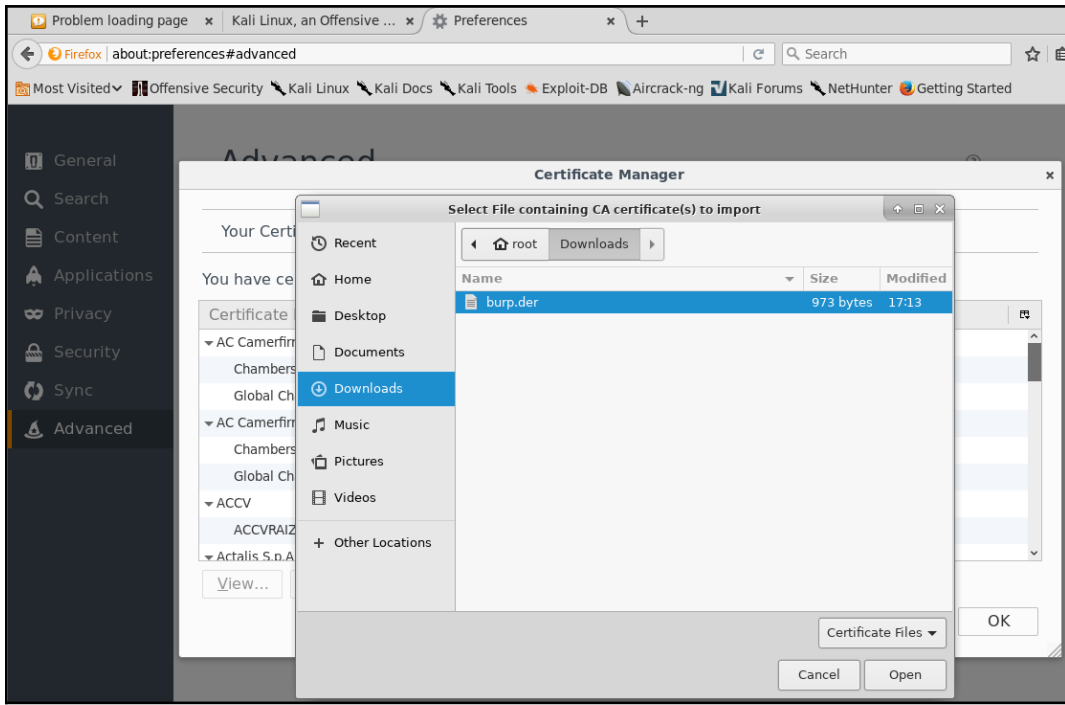 Problem loading page × Kali Linux, an Offensive ... × Preferences × +
Firefox about:preferences#advanced Search
Most Visited Offensive Security Kali Linux Kali Docs Kali Tools Exploit-DB Aircrack-ng Kali Forums NetHunter Getting Started
Advanced
General
Search
Content
Applications
Privacy
Security
Sync
Advanced
Certificate Manager ×
Your Certi
You have ce
Certificate
AC Camerfir
Chambers
Global Ch
AC Camerfir
Chambers
Global Ch
ACCV
ACCVRAIZ
Actalis S.p.A
View...
OK
Select File containing CA certificate(s) to import
Recent
Home
Desktop
Documents
Downloads
Music
Pictures
Videos
+ Other Locations
root Downloads
Name Size Modified
burp.der 973 bytes 17:13
Certificate Files
Cancel Open